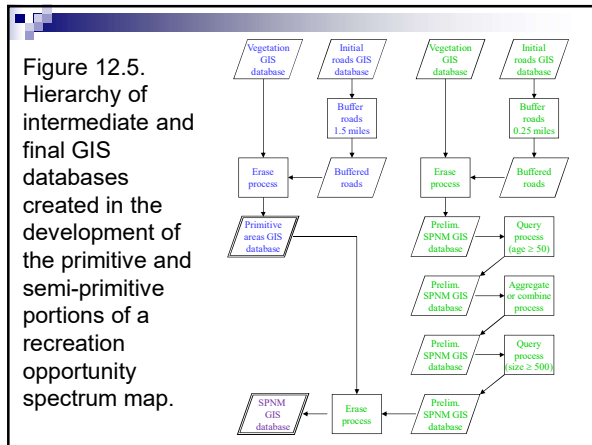 Figure 12.5.
Hierarchy of
intermediate and
final GIS
databases
created in the
development of
the primitive and
semi-primitive
portions of a
recreation
opportunity
spectrum map.
Vegetation
GIS
database
Initial
roads GIS
database
Buffer
roads
1.5 miles
Erase
process
Buffered
roads
Primitive
areas GIS
database
Vegetation
GIS
database
Initial
roads GIS
database
Buffer
roads
0.25 miles
Erase
process
Buffered
roads
Prelim.
SPNM GIS
database
Query
process
(age ≥ 50)
Prelim.
SPNM GIS
database
Aggregate
or combine
process
Prelim.
SPNM GIS
database
Query
process
(size ≥ 500)
Prelim.
SPNM GIS
database
Erase
process
SPNM
GIS
database